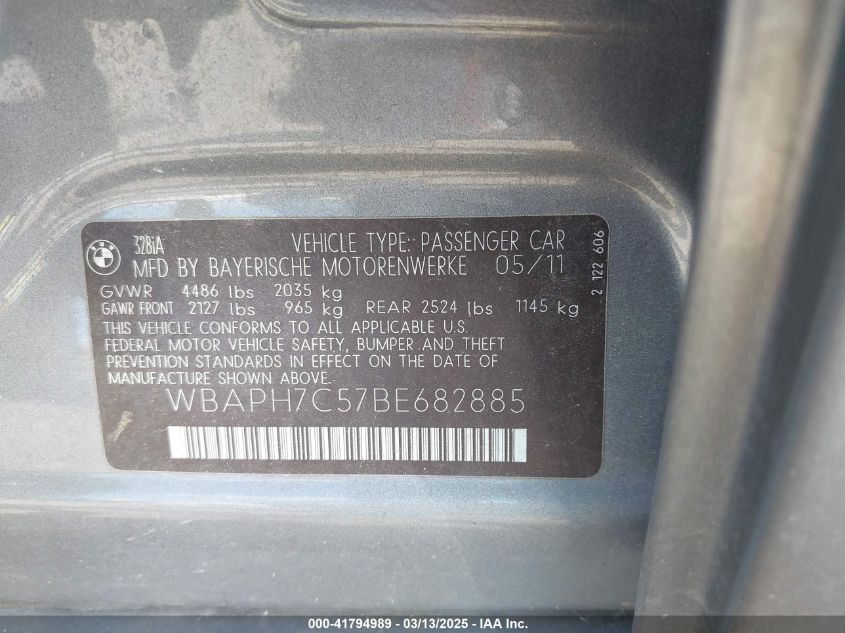 328iA VEHICLE TYPE: PASSENGER CAR
MFD BY BAYERISCHE MOTORENWERKE 05/11
GVWR 4486 lbs 2035 kg
GAWR FRONT 2127 lbs 965 kg REAR 2524 lbs 1145 kg
THIS VEHICLE CONFORMS TO ALL APPLICABLE U.S.
FEDERAL MOTOR VEHICLE SAFETY, BUMPER AND THEFT
PREVENTION STANDARDS IN EFFECT ON THE DATE OF
MANUFACTURE SHOWN ABOVE.
WBAPH7C57BE682885
2 122 606
000-41794989 - 03/13/2025 - IAA Inc.